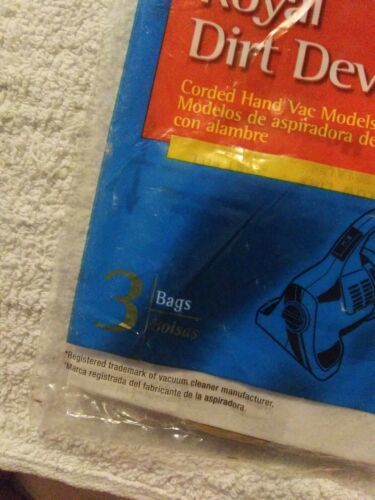 Royal
Dirt Dev
Corded Hand Vac Models
Modelos de aspiradora de
con alambre
3
Bags
bolsas
*Registered trademark of vacuum cleaner manufacturer.
*Marca registrada del fabricante de la aspiradora.